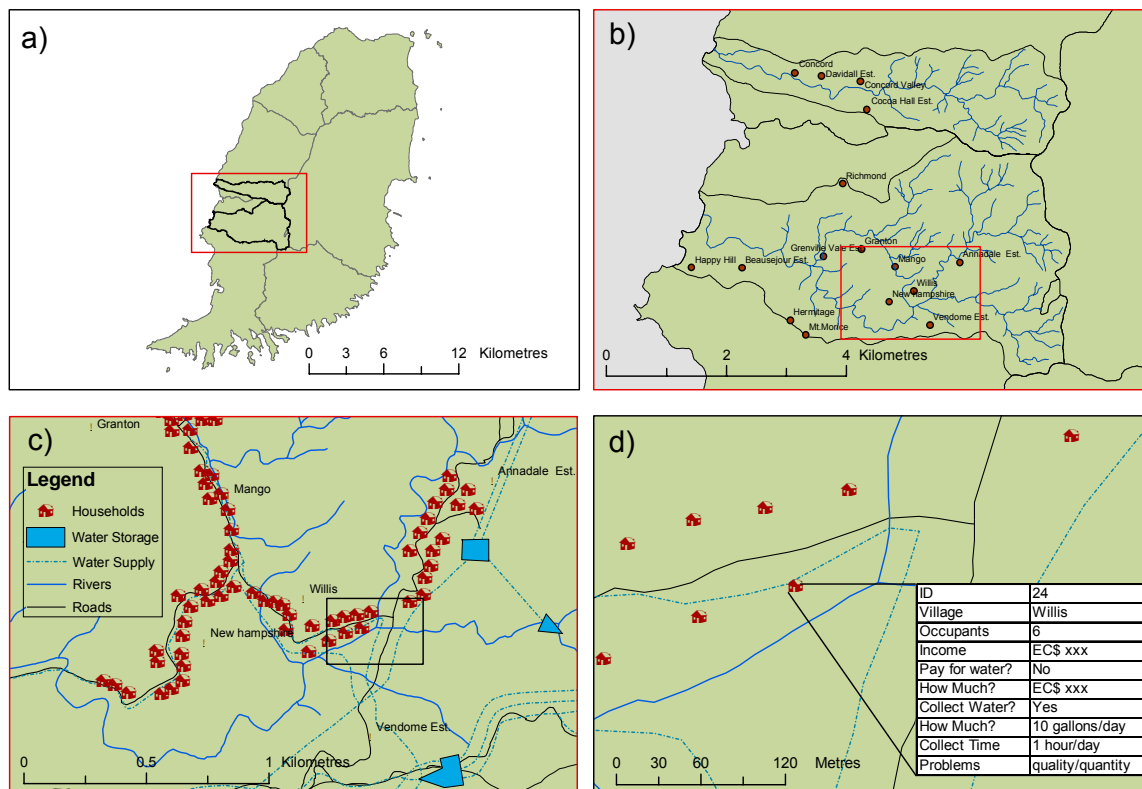 a)
0 3 6 12 Kilometres
b)
Concord
Davidall Est.
Concord Valley
Cocoa Hall Est.
Richmond
Granton
Grenville Vale Est.
Happy Hill
Beausejour Est.
Mango
Annadale Est.
Willis
New hampshire
Hermitage
Vendome Est.
Mt.Morice
0 2 4 Kilometres
c)
Granton
Legend
Households
Water Storage
Water Supply
Rivers
Roads
Mango
Annadale Est.
Willis
New hampshire
Vendome Est.
0 0.5 1 Kilometres
d)
ID 24
Village Willis
Occupants 6
Income EC$ xxx
Pay for water? No
How Much? EC$ xxx
Collect Water? Yes
How Much? 10 gallons/day
Collect Time 1 hour/day
Problems quality/quantity
0 30 60 120 Metres